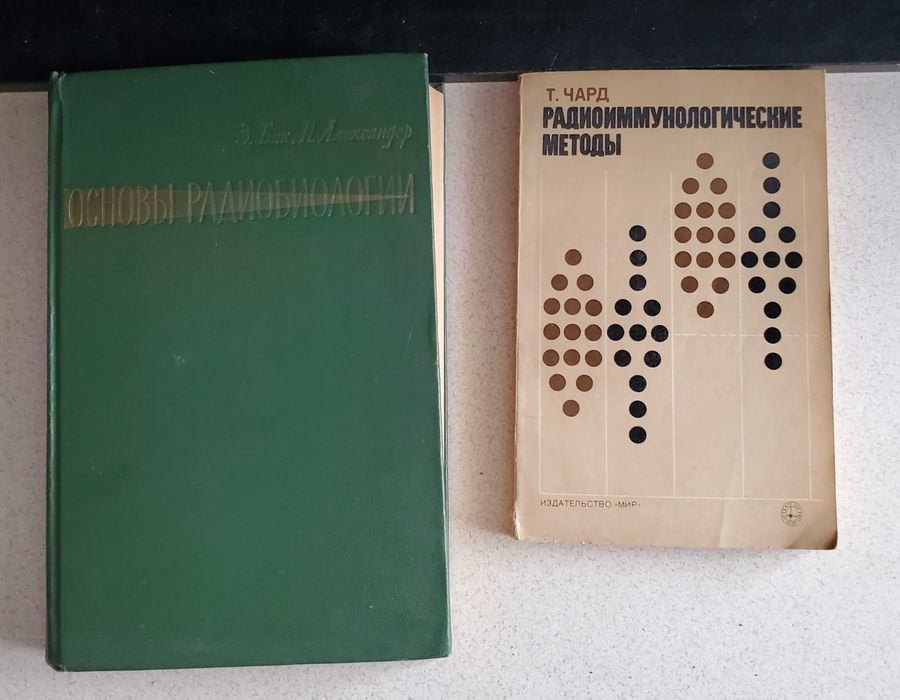 З. Бак, П. Александер
ОСНОВЫ РАДИОБИОЛОГИИ
Т. ЧАРД
РАДИОИММУНОЛОГИЧЕСКИЕ
МЕТОДЫ
ИЗДАТЕЛЬСТВО «МИР»